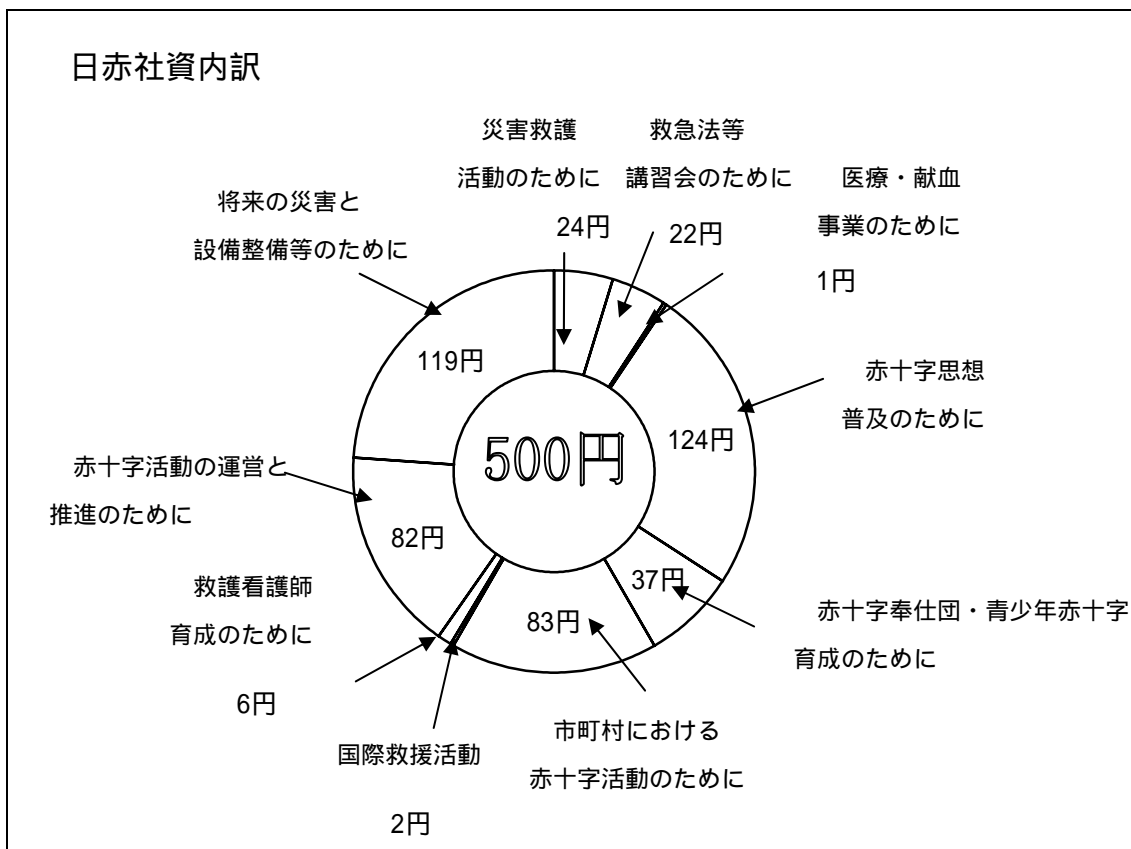 日赤社資内訳
災害救護
活動のために
24円
救急法等
講習会のために
22円
医療・献血
事業のために
1円
赤十字思想
普及のために
124円
赤十字奉仕団・青少年赤十字
育成のために
37円
市町村における
赤十字活動のために
83円
国際救援活動
2円
救護看護師
育成のために
6円
赤十字活動の運営と
推進のために
82円
将来の災害と
設備整備等のために
119円
500円